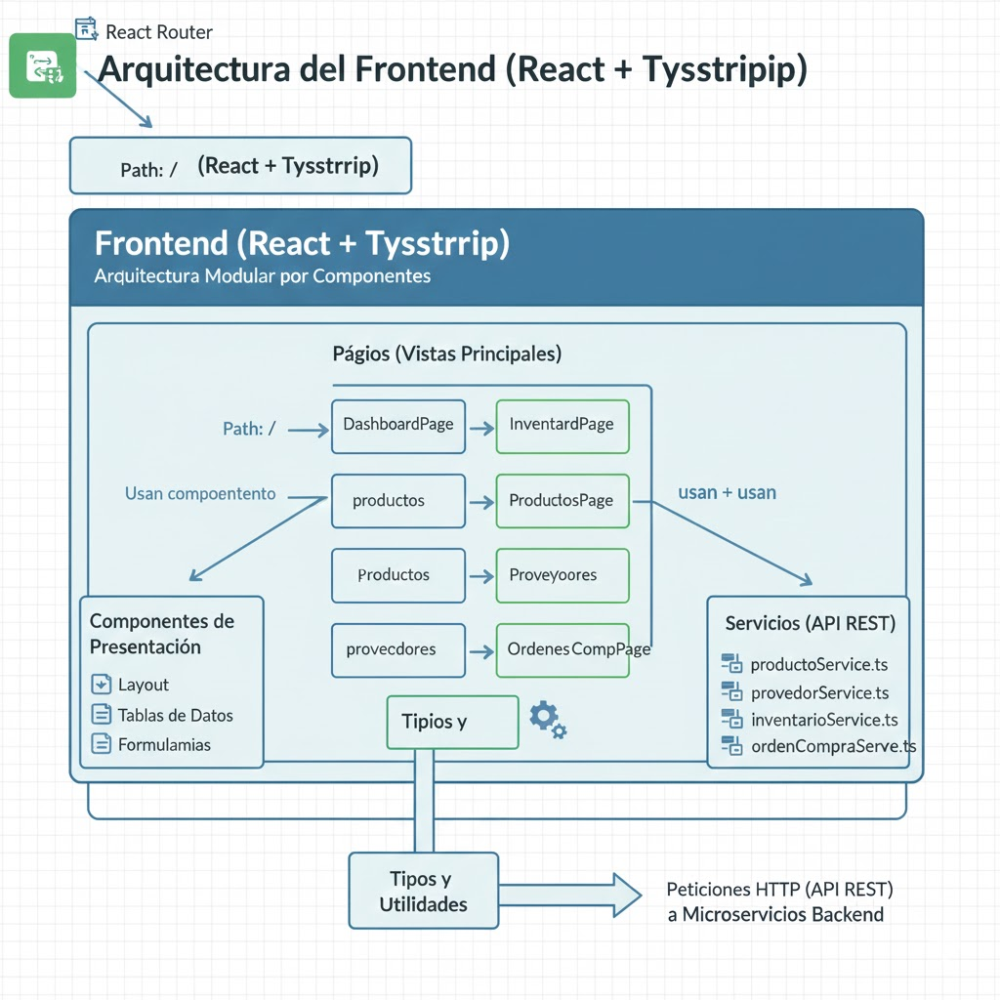 React Router
Arquitectura del Frontend (React + Tysstripip)
Path: / (React + Tysstrrip)
Frontend (React + Tysstrrip)
Arquitectura Modular por Componentes
Págios (Vistas Principales)
Path: /
DashboardPage
InventardPage
Usan compoentento
productos
ProductosPage
usan + usan
Productos
Proveyoores
provecdores
OrdenesCompPage
Componentes de
Presentación
Layout
Tablas de Datos
Formulamias
Servicios (API REST)
productoService.ts
provedorService.ts
inventarioService.ts
ordenCompraServe.ts
Tipios y
Tipos y
Utilidades
Peticiones HTTP (API REST)
a Microservicios Backend